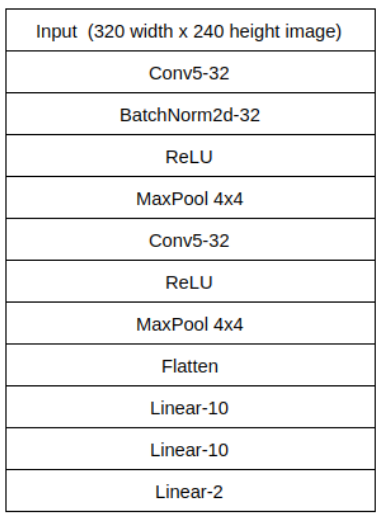 Input (320 width x 240 height image)
Conv5-32
BatchNorm2d-32
ReLU
MaxPool 4x4
Conv5-32
ReLU
MaxPool 4x4
Flatten
Linear-10
Linear-10
Linear-2